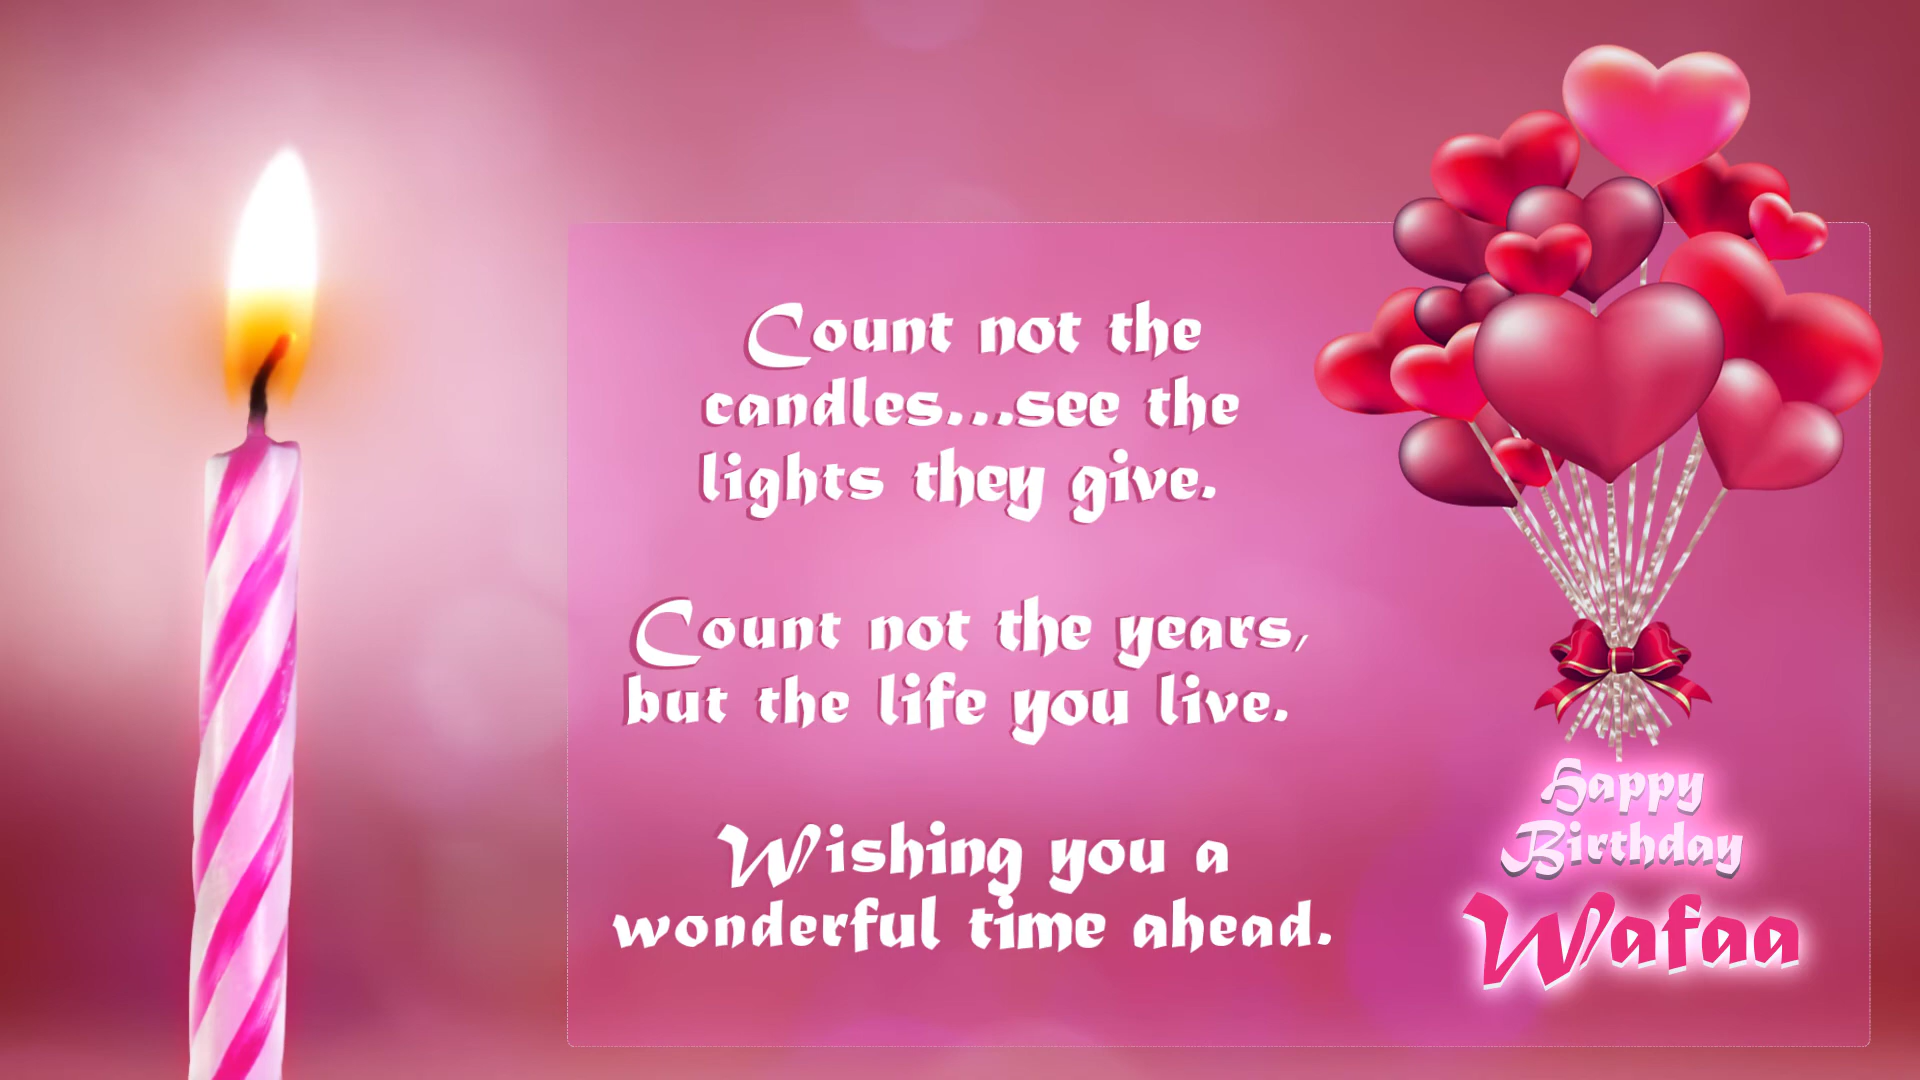 Count not the
candles...see the
lights they give.
Count not the years,
but the life you live.
Wishing you a
wonderful time ahead.
Happy
Birthday
Wafaa